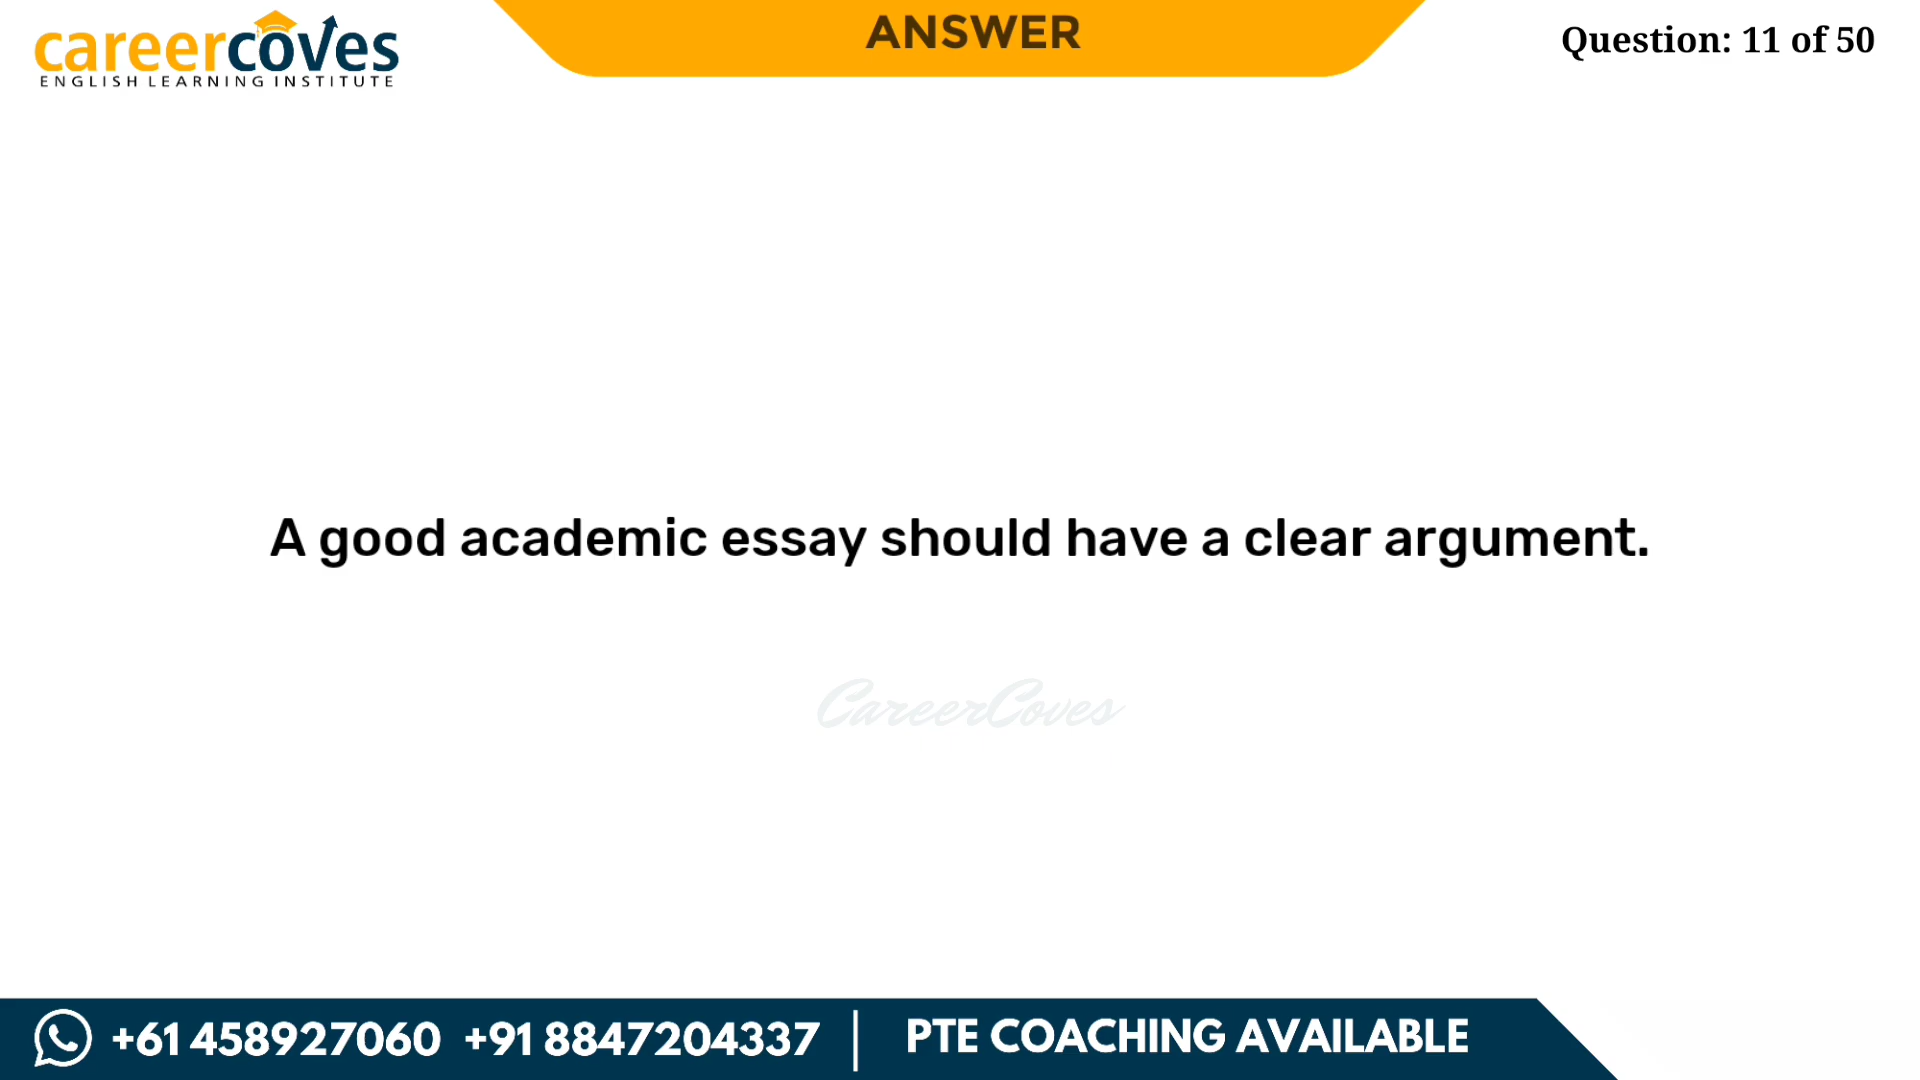 careercoves
ENGLISH LEARNING INSTITUTE
ANSWER
Question: 11 of 50
A good academic essay should have a clear argument.
CareerCoves
+61 458927060 +91 8847204337 | PTE COACHING AVAILABLE